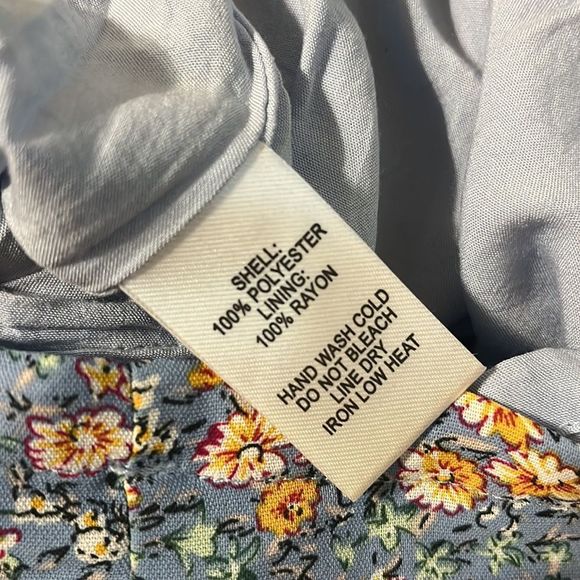 SHELL:
100% POLYESTER
LINING:
100% RAYON
HAND WASH COLD
DO NOT BLEACH
LINE DRY
IRON LOW HEAT